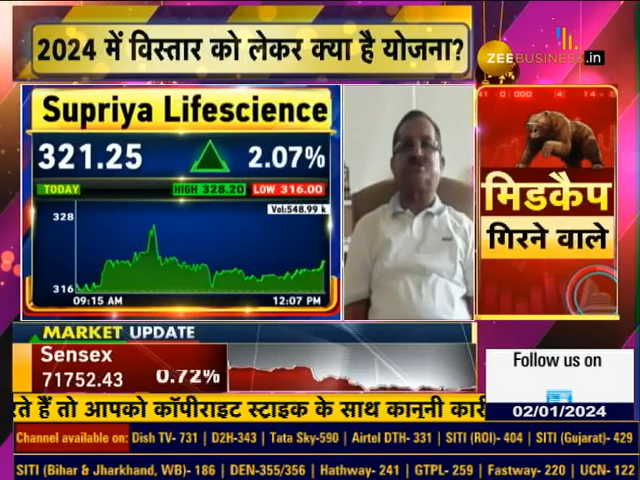 2024 में विस्तार को लेकर क्या है योजना?
ZEEBUSINESS.in
Supriya Lifescience
321.25 2.07%
TODAY HIGH 328.20 LOW 316.00
Vol:548.99 k
328
316
09:15 AM 12:07 PM
मिडकैप
गिरने वाले
MARKET UPDATE
Sensex
71752.43 0.72%
Follow us on
रते हैं तो आपको कॉपीराइट स्टाइक के साथ कानूनी कार्र
02/01/2024
Channel available on: Dish TV- 731 | D2H-343 | Tata Sky-590 | Airtel DTH- 331 | SITI (ROI)- 404 | SITI (Gujarat)- 429
SITI (Bihar & Jharkhand, WB)- 186 | DEN-355/356 | Hathway- 241 | GTPL- 259 | Fastway- 220 | UCN- 122